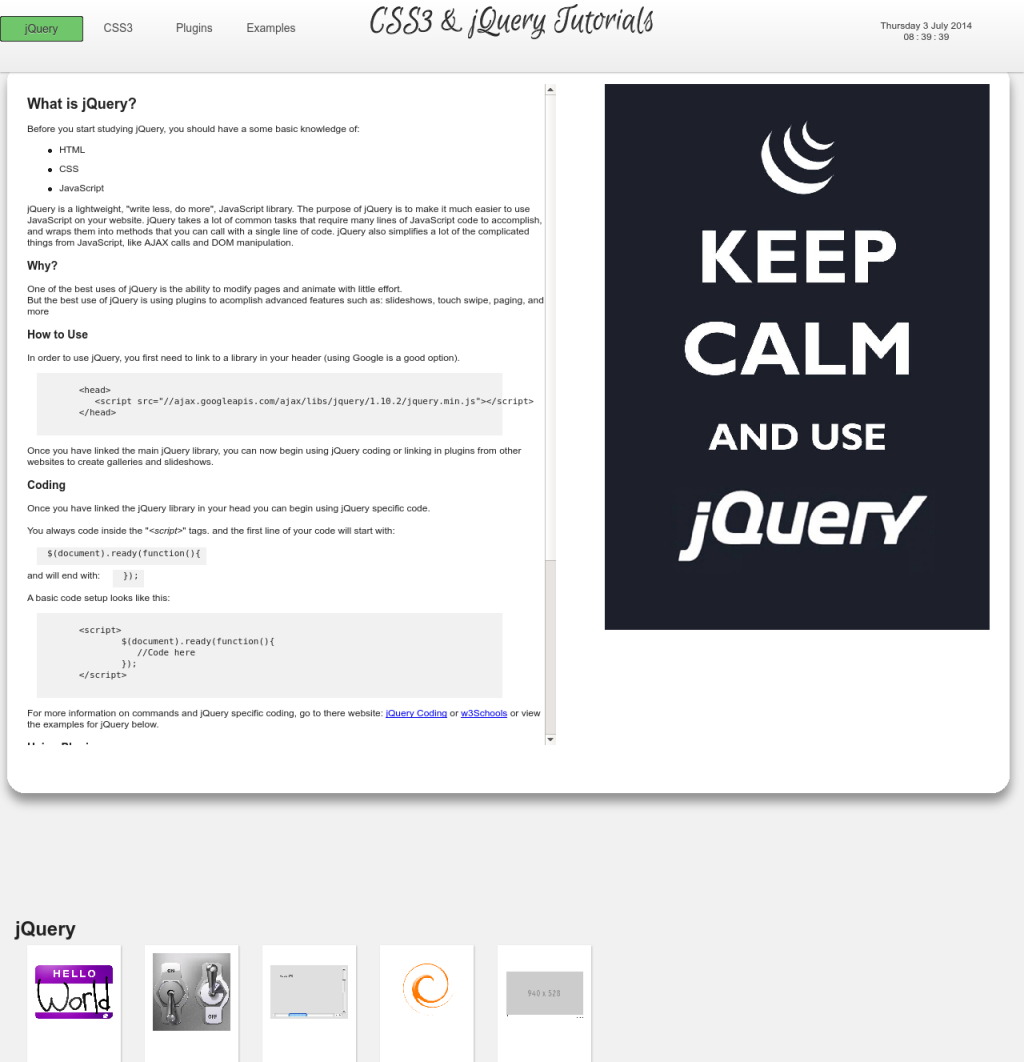 jQuery CSS3 Plugins Examples
CSS3 & jQuery Tutorials
Thursday 3 July 2014
08 : 39 : 39
What is jQuery?
Before you start studying jQuery, you should have a some basic knowledge of:
HTML
CSS
JavaScript
jQuery is a lightweight, "write less, do more", JavaScript library. The purpose of jQuery is to make it much easier to use
JavaScript on your website. jQuery takes a lot of common tasks that require many lines of JavaScript code to accomplish,
and wraps them into methods that you can call with a single line of code. jQuery also simplifies a lot of the complicated
things from JavaScript, like AJAX calls and DOM manipulation.
Why?
One of the best uses of jQuery is the ability to modify pages and animate with little effort.
But the best use of jQuery is using plugins to acomplish advanced features such as: slideshows, touch swipe, paging, and
more
How to Use
In order to use jQuery, you first need to link to a library in your header (using Google is a good option).
<head>
<script src="//ajax.googleapis.com/ajax/libs/jquery/1.10.2/jquery.min.js"></script>
</head>
Once you have linked the main jQuery library, you can now begin using jQuery coding or linking in plugins from other
websites to create galleries and slideshows.
Coding
Once you have linked the jQuery library in your head you can begin using jQuery specific code.
You always code inside the "<script>" tags. and the first line of your code will start with:
$(document).ready(function(){
and will end with: });
A basic code setup looks like this:
<script>
$(document).ready(function(){
//Code here
});
</script>
For more information on commands and jQuery specific coding, go to there website: jQuery Coding or w3Schools or view
the examples for jQuery below.
KEEP
CALM
AND USE
jQuery
jQuery
HELLO
World
ON
OFF
940 x 528